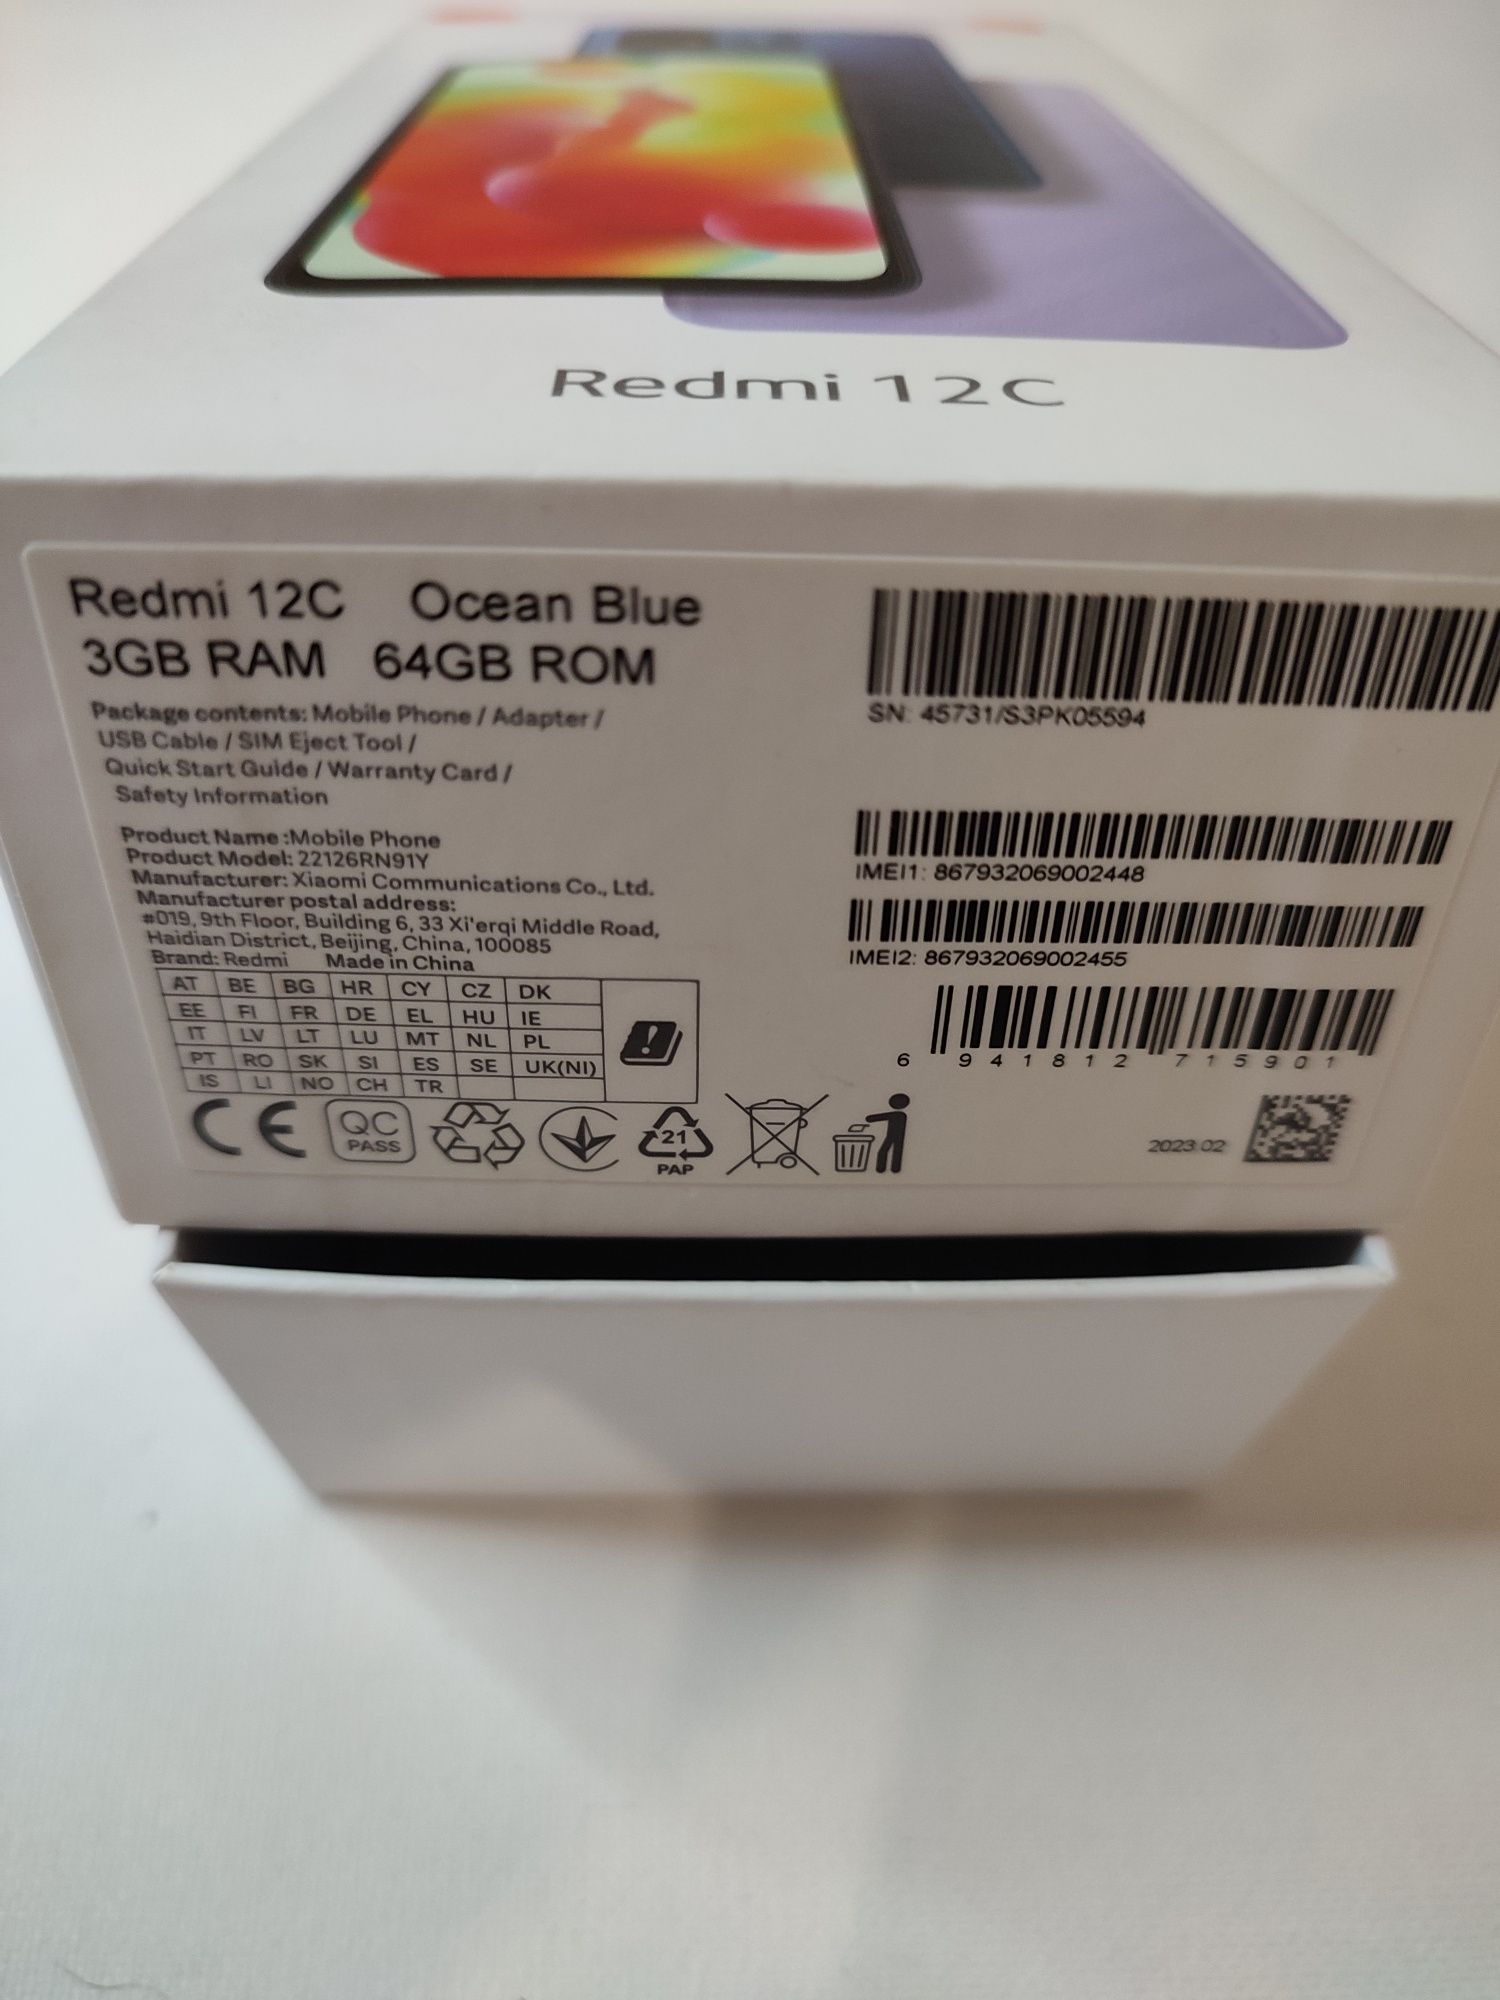 Redmi 12C
Redmi 12C Ocean Blue
3GB RAM 64GB ROM
Package contents: Mobile Phone / Adapter /
USB Cable / SIM Eject Tool /
Quick Start Guide / Warranty Card /
Safety Information
Product Name :Mobile Phone
Product Model: 22126RN91Y
Manufacturer: Xiaomi Communications Co., Ltd.
Manufacturer postal address:
#019, 9th Floor, Building 6, 33 Xi'erqi Middle Road,
Haidian District, Beijing, China, 100085
Brand: Redmi Made in China
AT BE BG HR CY CZ DK
EE FI FR DE EL HU IE
IT LV LT LU MT NL PL
PT RO SK SI ES SE UK(NI)
IS LI NO CH TR
CE
QC
PASS
21
PAP
SN: 45731/S3PK05594
IMEI1: 867932069002448
IMEI2: 867932069002455
6 941812 715901
2023.02